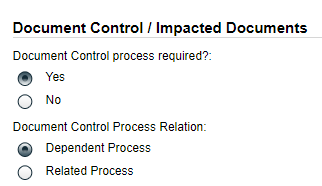 Document Control / Impacted Documents
Document Control process required?:
Yes
No
Document Control Process Relation:
Dependent Process
Related Process